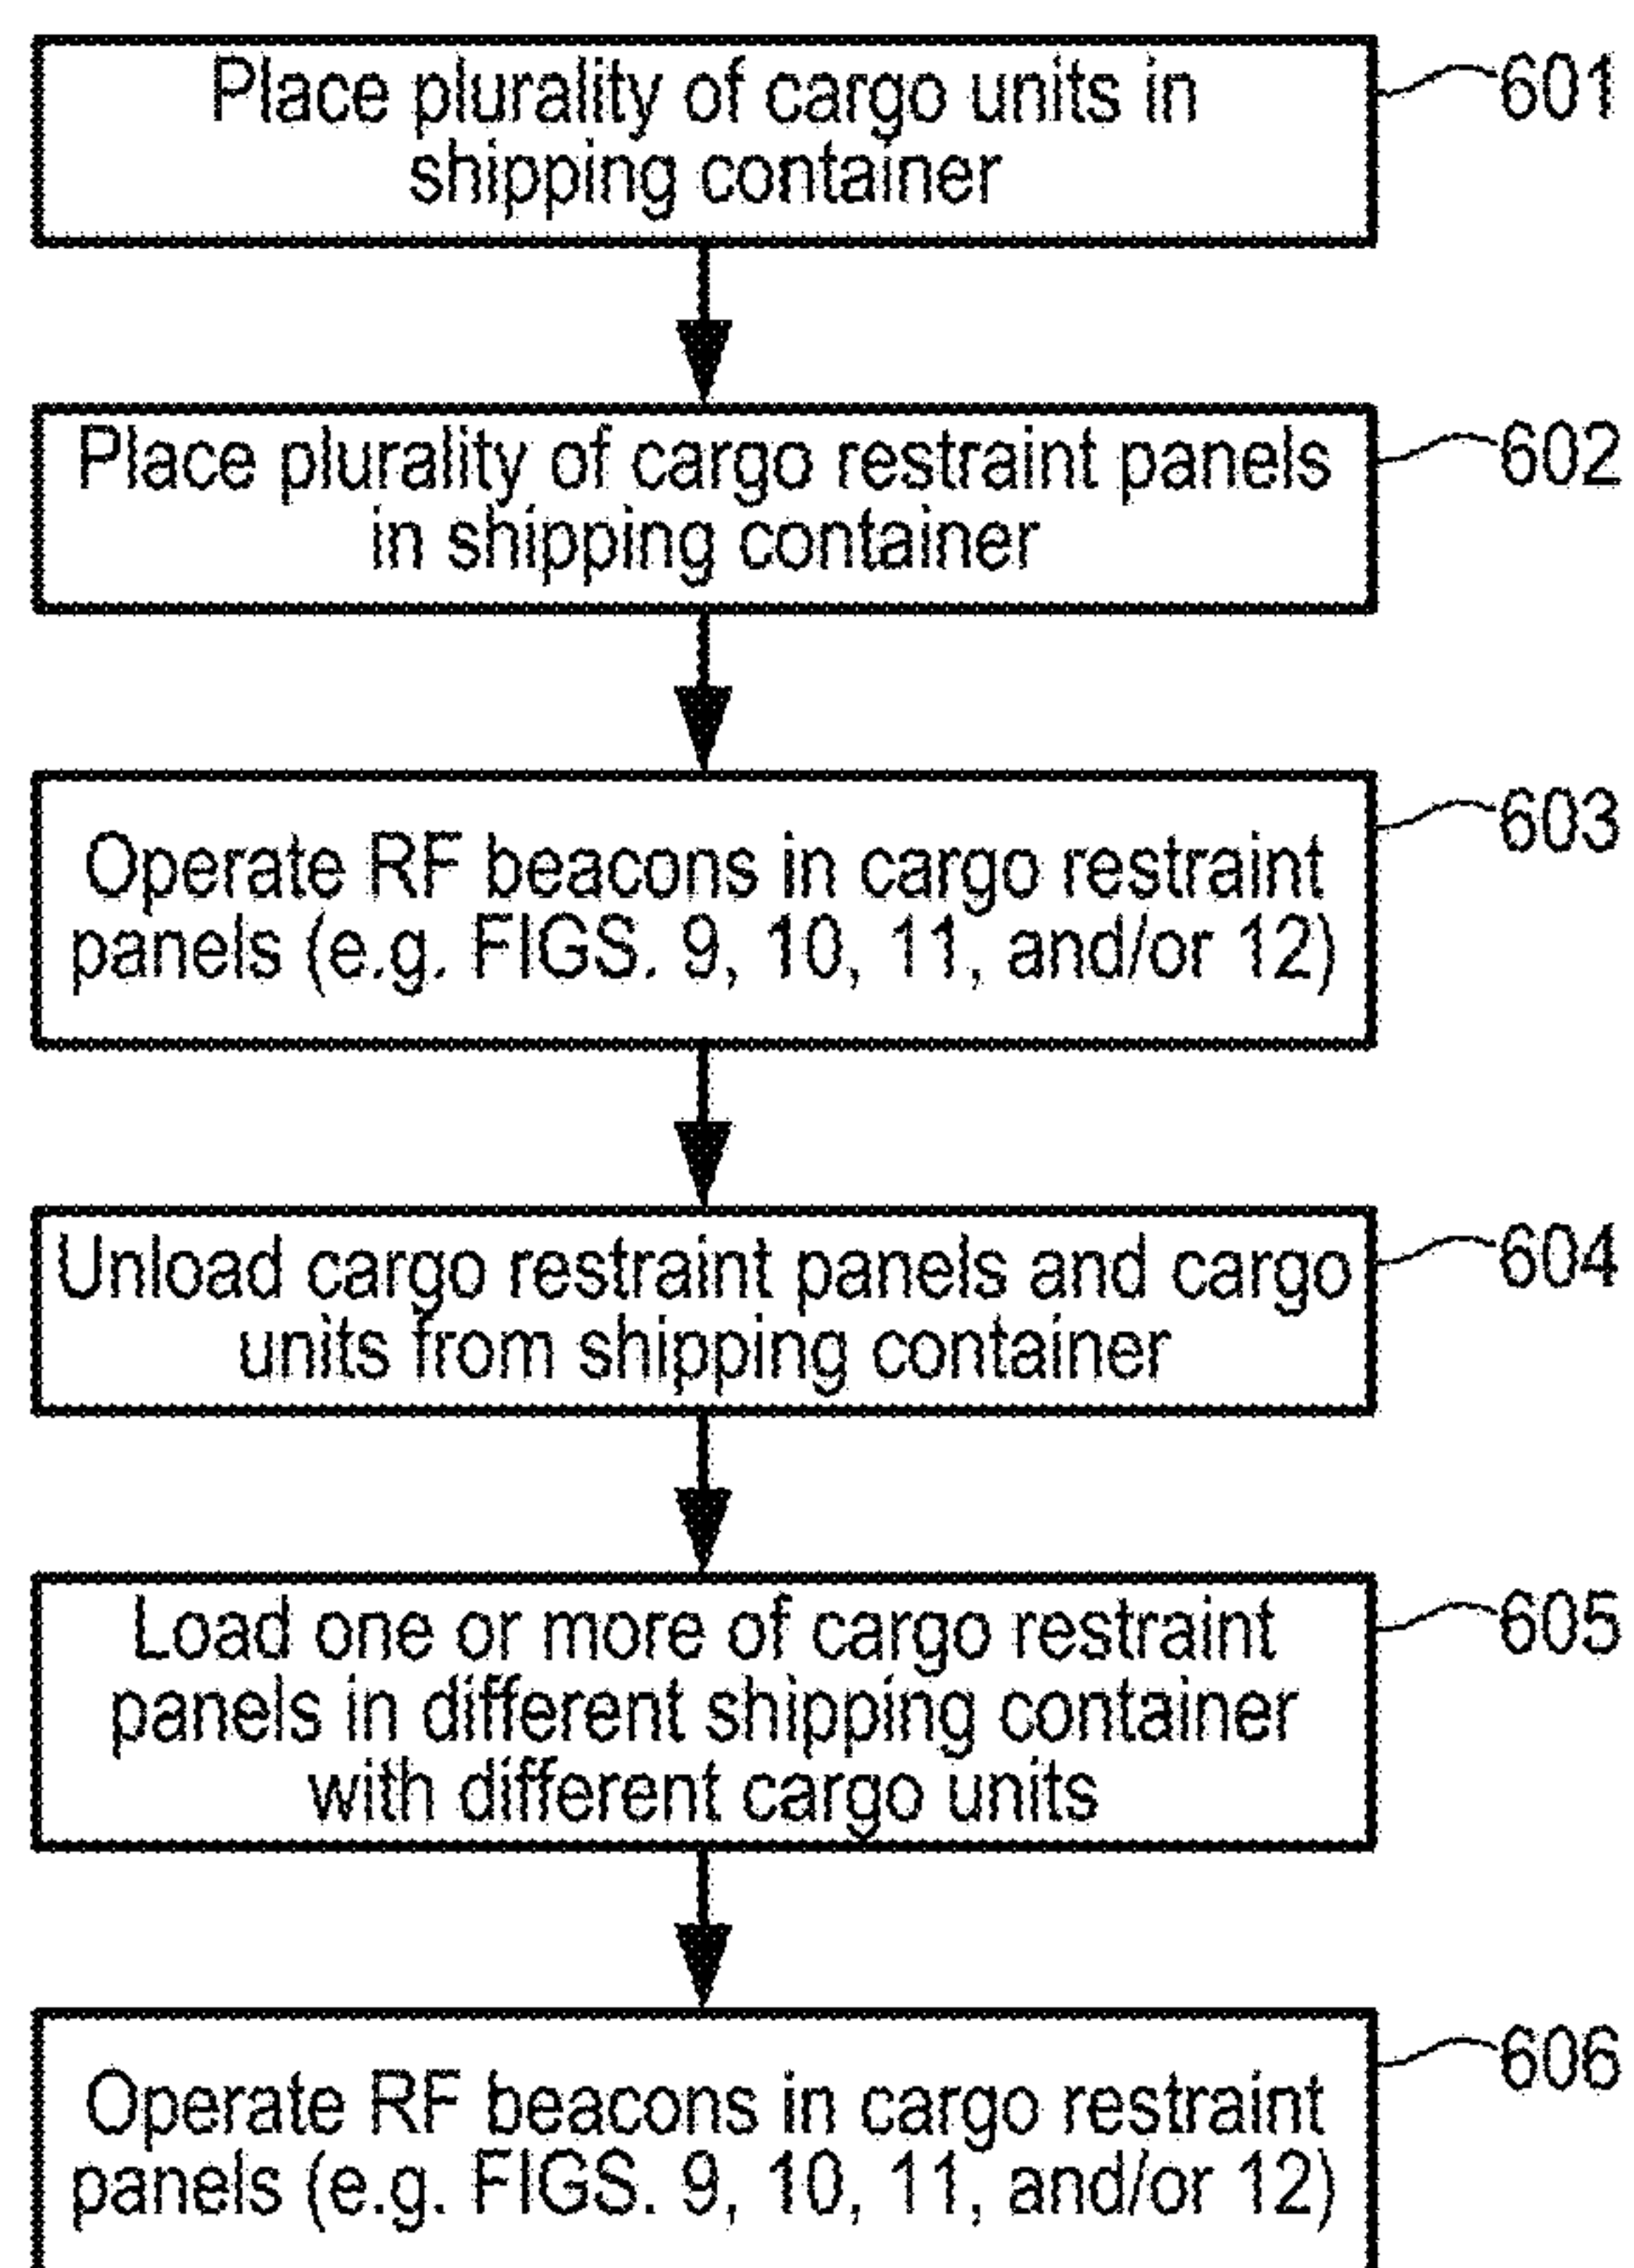 Place plurality of cargo units in
shipping container
601
Place plurality of cargo restraint panels
in shipping container
602
Operate RF beacons in cargo restraint
panels (e.g. FIGS. 9, 10, 11, and/or 12)
603
Unload cargo restraint panels and cargo
units from shipping container
604
Load one or more of cargo restraint
panels in different shipping container
with different cargo units
605
Operate RF beacons in cargo restraint
panels (e.g. FIGS. 9, 10, 11, and/or 12)
606